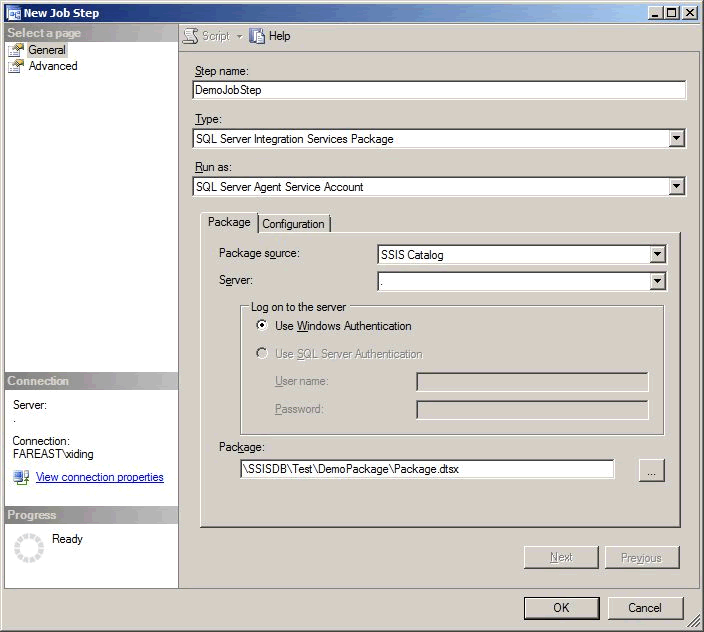 New Job Step
Select a page
General
Advanced
Script
Help
Step name:
DemoJobStep
Type:
SQL Server Integration Services Package
Run as:
SQL Server Agent Service Account
Package
Configuration
Package source:
SSIS Catalog
Server:
.
Log on to the server
Use Windows Authentication
Use SQL Server Authentication
User name:
Password:
Package:
\SSISDB\Test\DemoPackage\Package.dtsx
...
Connection
Server:
.
Connection:
FAREAST\xiding
View connection properties
Progress
Ready
Next
Previous
OK
Cancel